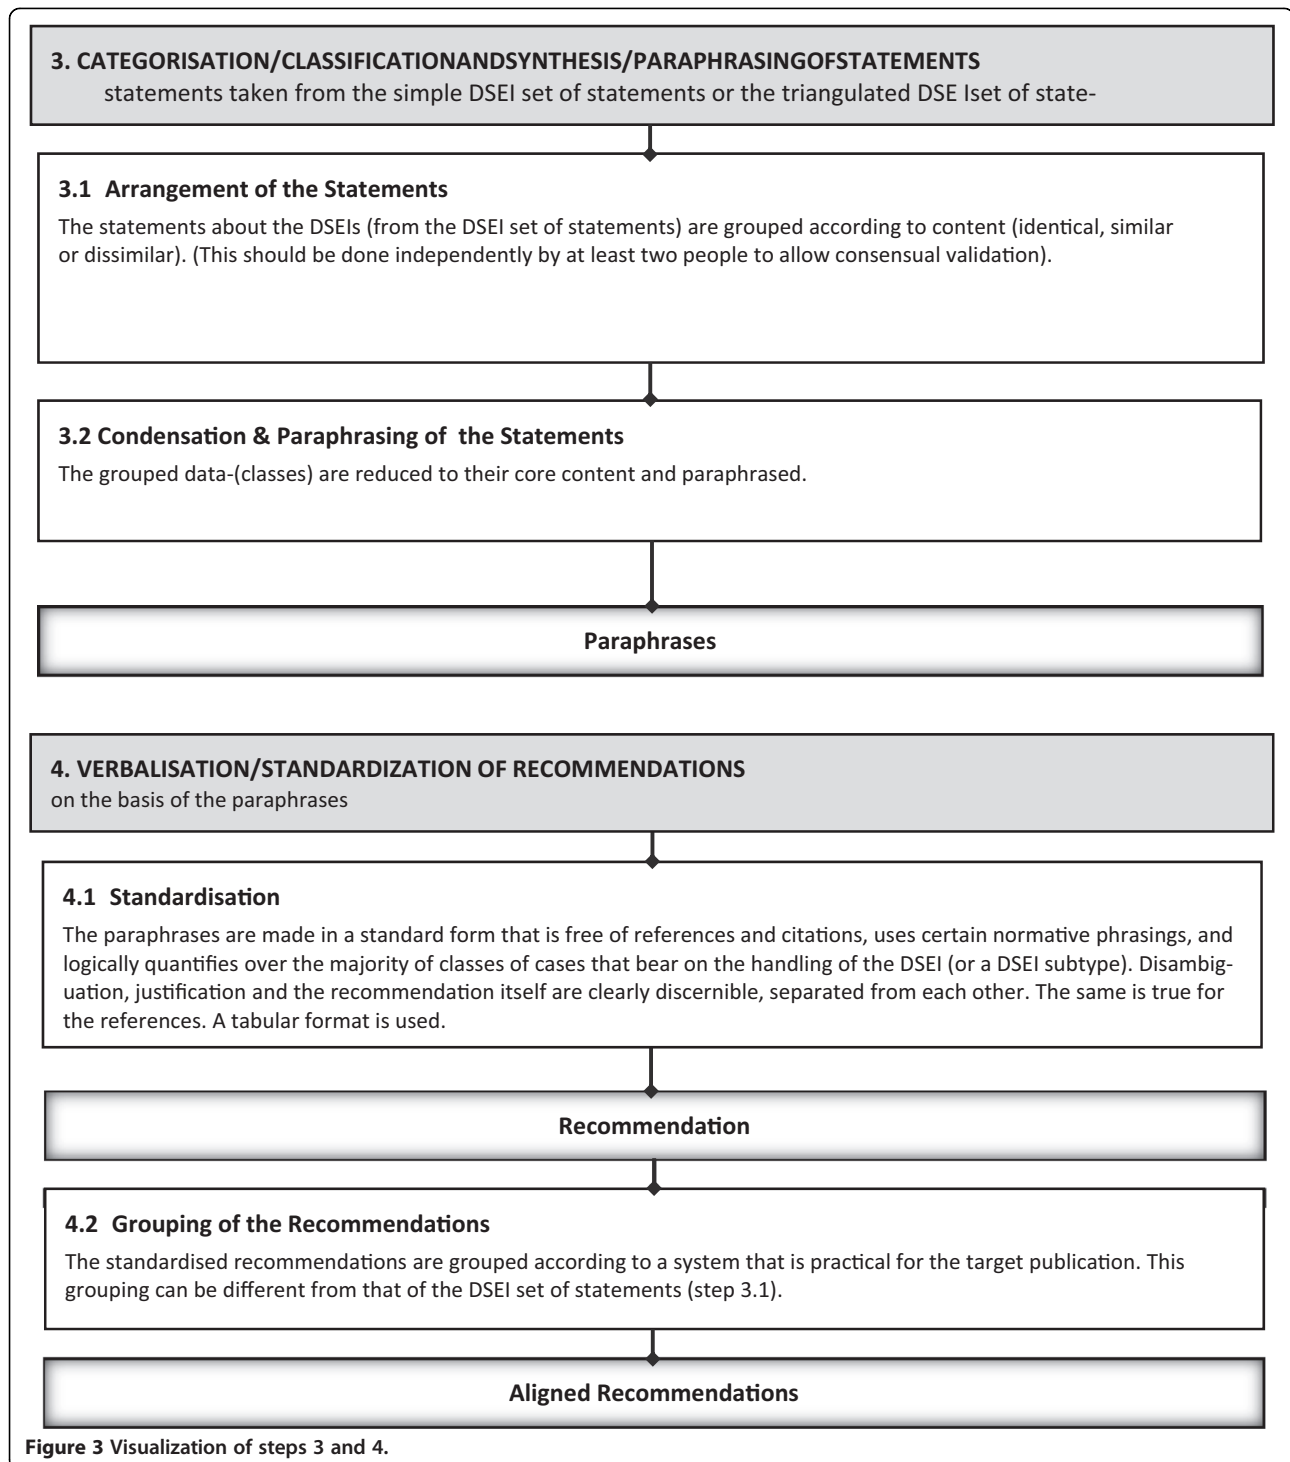 3. CATEGORISATION/CLASSIFICATIONANDSYNTHESIS/PARAPHRASINGOFSTATEMENTS
statements taken from the simple DSEI set of statements or the triangulated DSE Iset of state-
3.1 Arrangement of the Statements
The statements about the DSEIs (from the DSEI set of statements) are grouped according to content (identical, similar
or dissimilar). (This should be done independently by at least two people to allow consensual validation).
3.2 Condensation & Paraphrasing of the Statements
The grouped data-(classes) are reduced to their core content and paraphrased.
Paraphrases
4. VERBALISATION/STANDARDIZATION OF RECOMMENDATIONS
on the basis of the paraphrases
4.1 Standardisation
The paraphrases are made in a standard form that is free of references and citations, uses certain normative phrasings, and
logically quantifies over the majority of classes of cases that bear on the handling of the DSEI (or a DSEI subtype). Disambig-
uation, justification and the recommendation itself are clearly discernible, separated from each other. The same is true for
the references. A tabular format is used.
Recommendation
4.2 Grouping of the Recommendations
The standardised recommendations are grouped according to a system that is practical for the target publication. This
grouping can be different from that of the DSEI set of statements (step 3.1).
Aligned Recommendations
Figure 3 Visualization of steps 3 and 4.